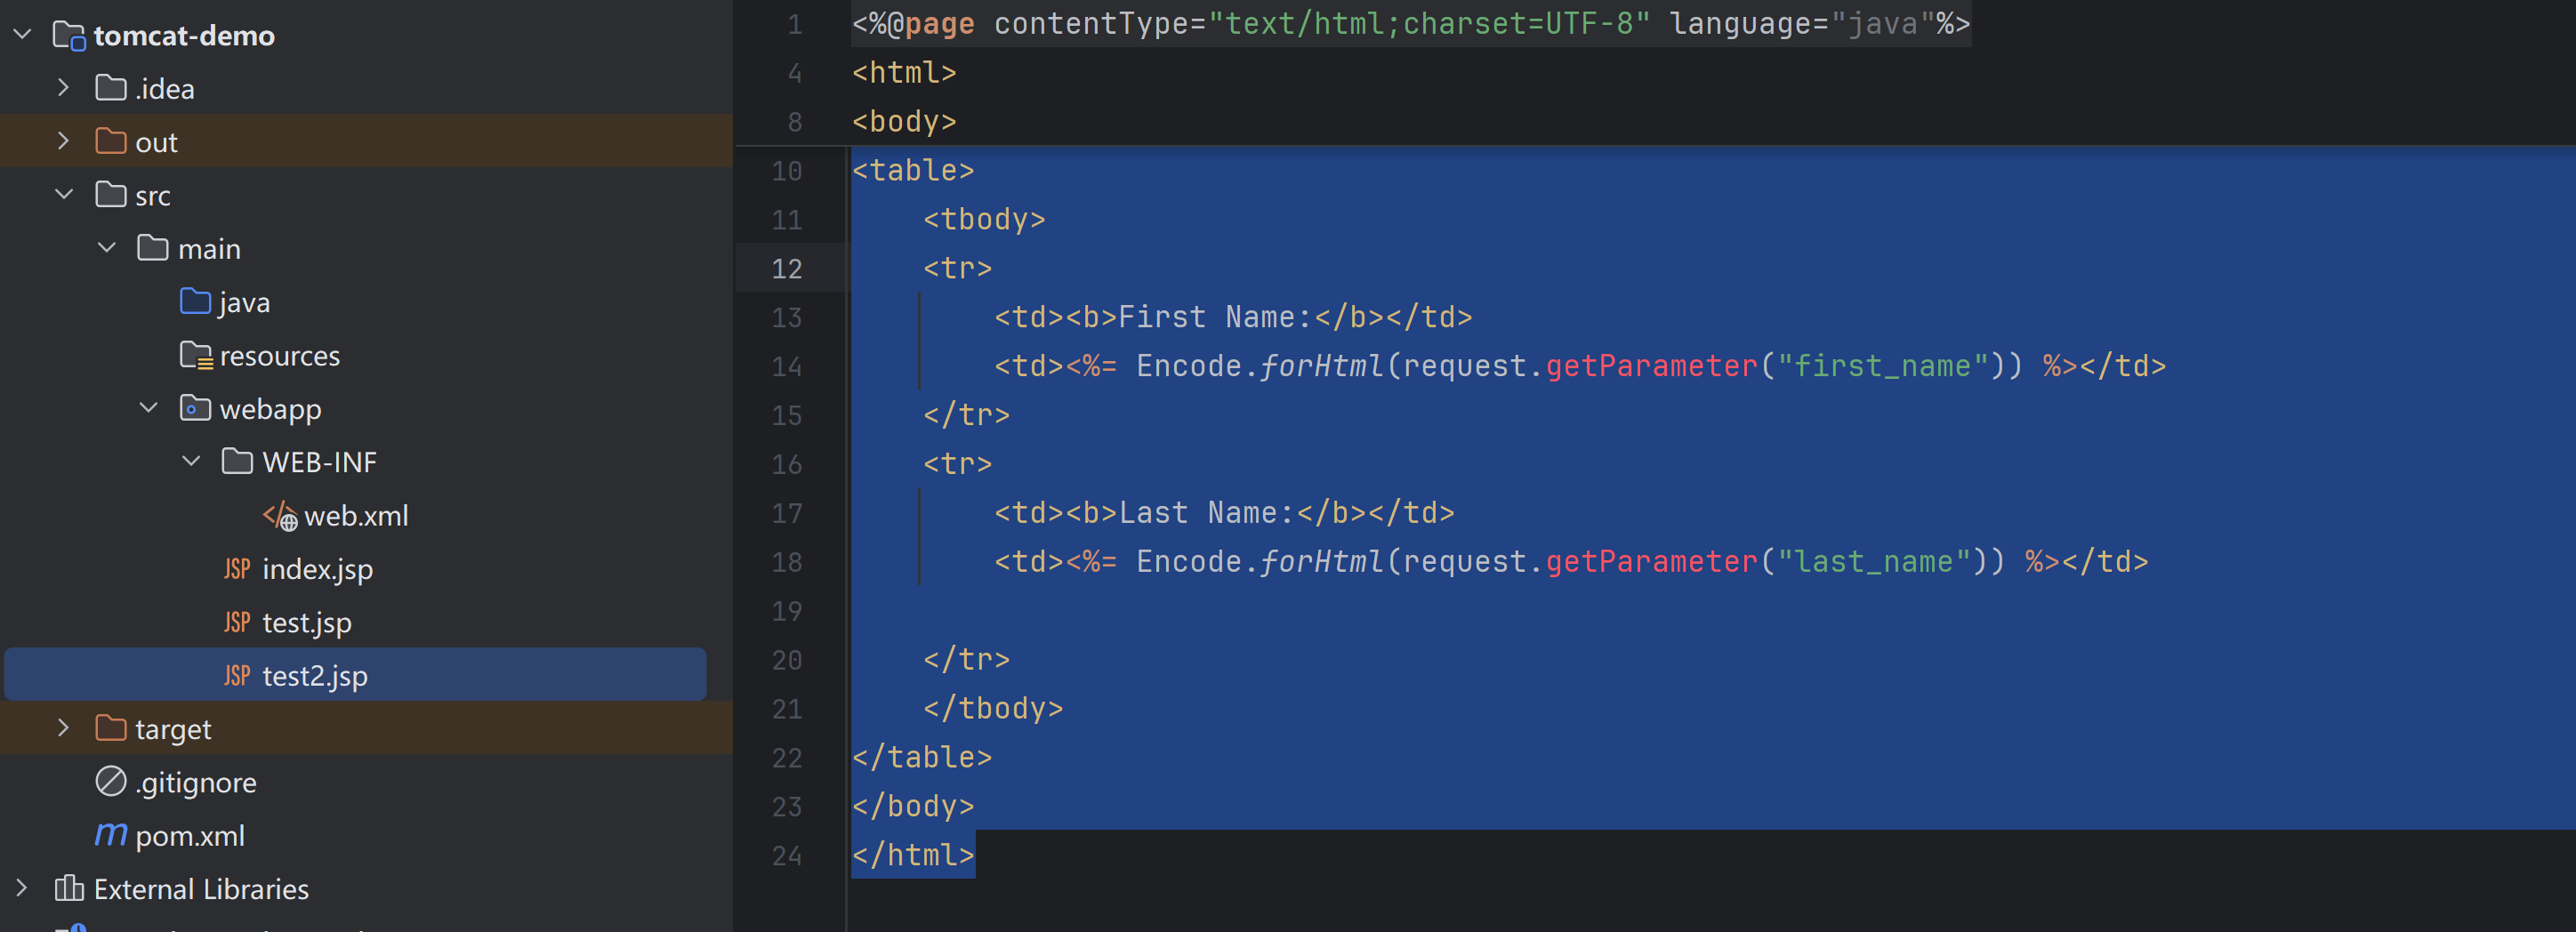 tomcat-demo
.idea
out
src
main
java
resources
webapp
WEB-INF
web.xml
JSP index.jsp
JSP test.jsp
JSP test2.jsp
target
.gitignore
m pom.xml
External Libraries
1 <%@page contentType="text/html;charset=UTF-8" language="java"%>
4 <html>
8 <body>
10 <table>
11 <tbody>
12 <tr>
13 <td><b>First Name:</b></td>
14 <td><%= Encode.forHtml(request.getParameter("first_name")) %></td>
15 </tr>
16 <tr>
17 <td><b>Last Name:</b></td>
18 <td><%= Encode.forHtml(request.getParameter("last_name")) %></td>
19
20 </tr>
21 </tbody>
22 </table>
23 </body>
24 </html>